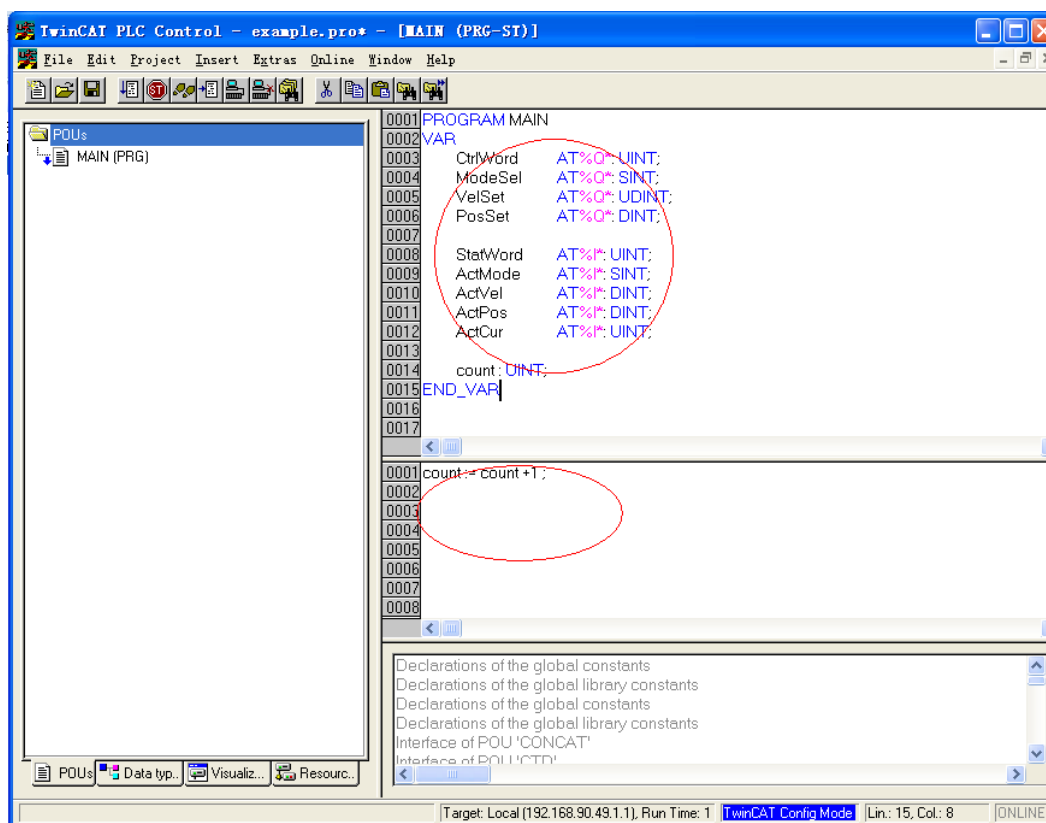 TwinCAT PLC Control - example.pro* - [MAIN (PRG-ST)]
File Edit Project Insert Extras Online Window Help
POUs
MAIN (PRG)
0001 PROGRAM MAIN
0002 VAR
0003 CtrlWord AT%Q*: UINT;
0004 ModeSel AT%Q*: SINT;
0005 VelSet AT%Q*: UDINT;
0006 PosSet AT%Q*: DINT;
0007
0008 StatWord AT%I*: UINT;
0009 ActMode AT%I*: SINT;
0010 ActVel AT%I*: DINT;
0011 ActPos AT%I*: DINT;
0012 ActCur AT%I*: UINT;
0013
0014 count : UINT;
0015 END_VAR
0016
0017
0001 count := count +1 ;
0002
0003
0004
0005
0006
0007
0008
Declarations of the global constants
Declarations of the global library constants
Declarations of the global constants
Declarations of the global library constants
Interface of POU 'CONCAT'
Interface of POU 'CTD'
POUs Data typ.. Visualiz... Resourc..
Target: Local (192.168.90.49.1.1), Run Time: 1 TwinCAT Config Mode Lin.: 15, Col.: 8 ONLINE